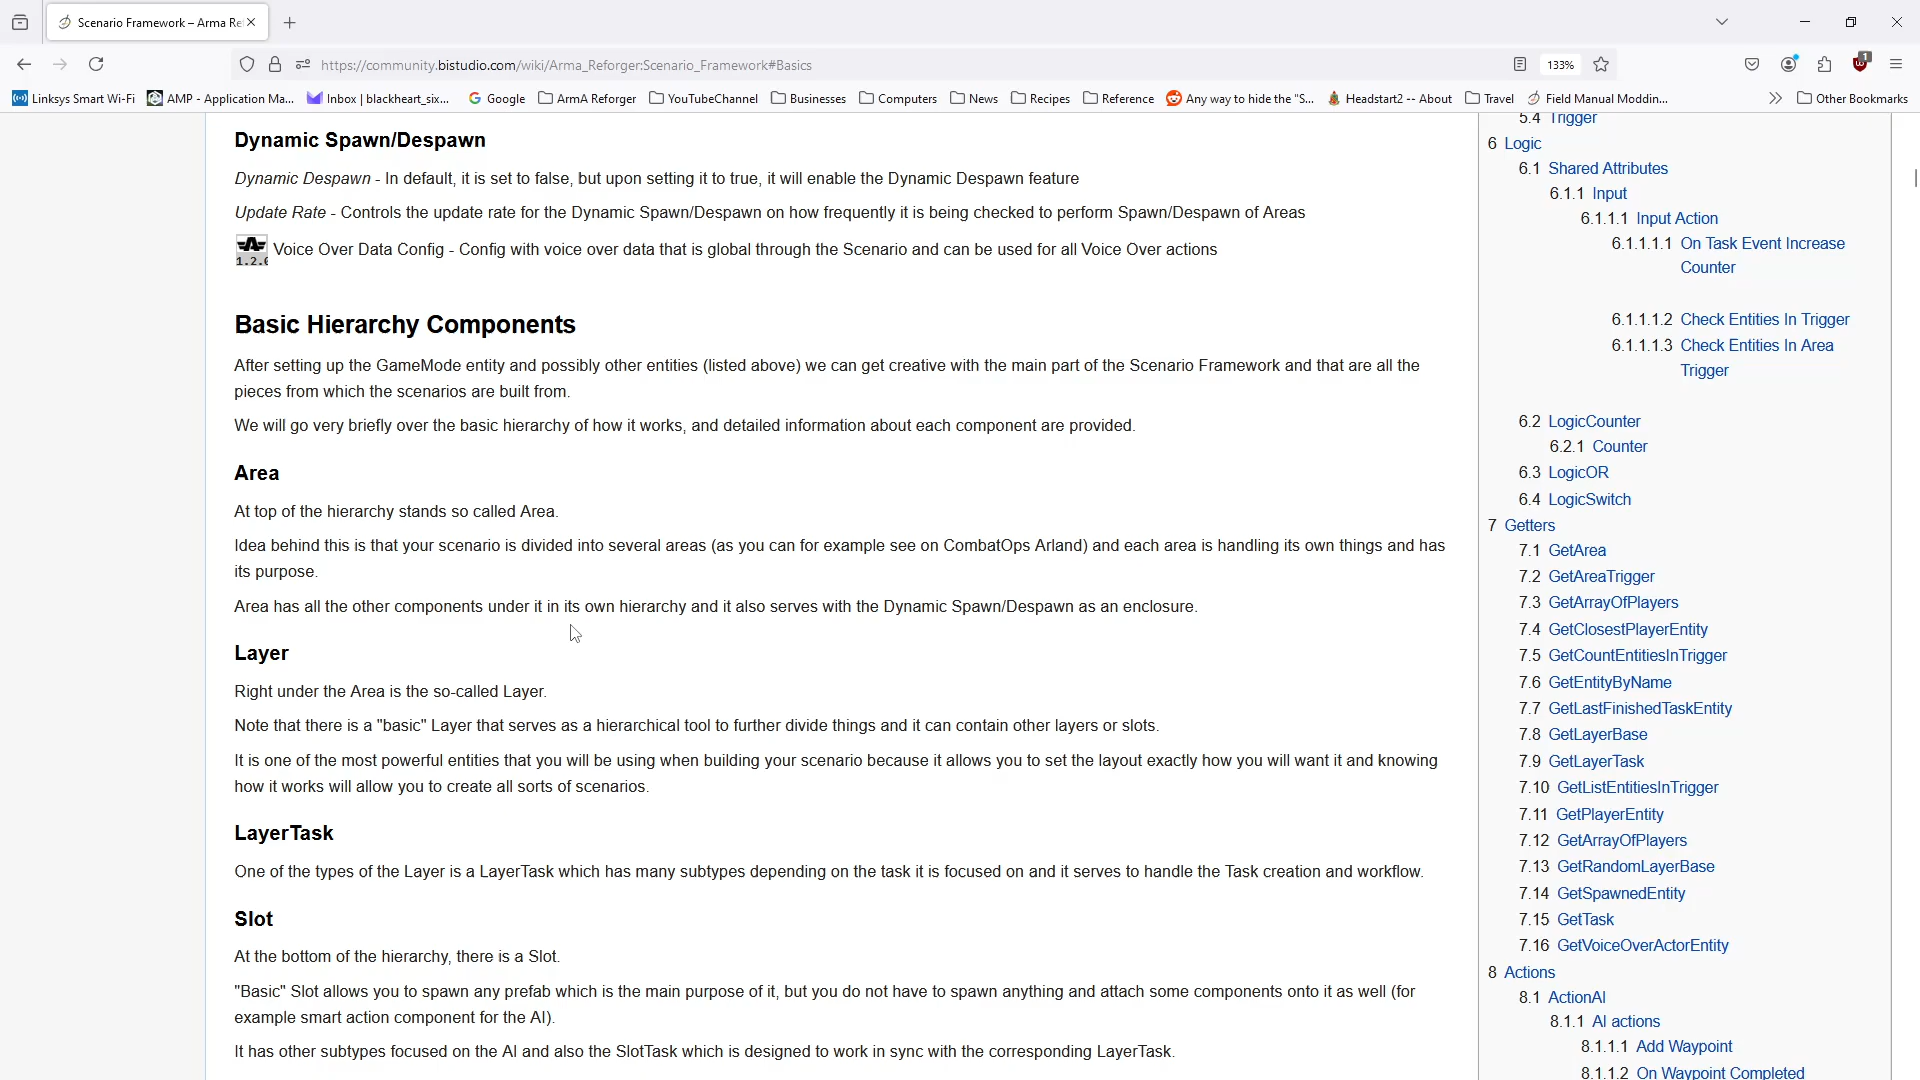 Scenario Framework – Arma Re
https://community.bistudio.com/wiki/Arma_Reforger:Scenario_Framework#Basics
133%
1
Linksys Smart Wi-Fi
AMP - Application Ma...
Inbox | blackheart_six...
Google
ArmA Reforger
YouTubeChannel
Businesses
Computers
News
Recipes
Reference
Any way to hide the "S...
Headstart2 -- About
Travel
Field Manual Moddin...
Other Bookmarks
Dynamic Spawn/Despawn
Dynamic Despawn - In default, it is set to false, but upon setting it to true, it will enable the Dynamic Despawn feature
Update Rate - Controls the update rate for the Dynamic Spawn/Despawn on how frequently it is being checked to perform Spawn/Despawn of Areas
1.2.0 Voice Over Data Config - Config with voice over data that is global through the Scenario and can be used for all Voice Over actions
Basic Hierarchy Components
After setting up the GameMode entity and possibly other entities (listed above) we can get creative with the main part of the Scenario Framework and that are all the
pieces from which the scenarios are built from.
We will go very briefly over the basic hierarchy of how it works, and detailed information about each component are provided.
Area
At top of the hierarchy stands so called Area.
Idea behind this is that your scenario is divided into several areas (as you can for example see on CombatOps Arland) and each area is handling its own things and has
its purpose.
Area has all the other components under it in its own hierarchy and it also serves with the Dynamic Spawn/Despawn as an enclosure.
Layer
Right under the Area is the so-called Layer.
Note that there is a "basic" Layer that serves as a hierarchical tool to further divide things and it can contain other layers or slots.
It is one of the most powerful entities that you will be using when building your scenario because it allows you to set the layout exactly how you will want it and knowing
how it works will allow you to create all sorts of scenarios.
LayerTask
One of the types of the Layer is a LayerTask which has many subtypes depending on the task it is focused on and it serves to handle the Task creation and workflow.
Slot
At the bottom of the hierarchy, there is a Slot.
"Basic" Slot allows you to spawn any prefab which is the main purpose of it, but you do not have to spawn anything and attach some components onto it as well (for
example smart action component for the AI).
It has other subtypes focused on the AI and also the SlotTask which is designed to work in sync with the corresponding LayerTask.
5.4 Trigger
6 Logic
6.1 Shared Attributes
6.1.1 Input
6.1.1.1 Input Action
6.1.1.1.1 On Task Event Increase
Counter
6.1.1.1.2 Check Entities In Trigger
6.1.1.1.3 Check Entities In Area
Trigger
6.2 LogicCounter
6.2.1 Counter
6.3 LogicOR
6.4 LogicSwitch
7 Getters
7.1 GetArea
7.2 GetAreaTrigger
7.3 GetArrayOfPlayers
7.4 GetClosestPlayerEntity
7.5 GetCountEntitiesInTrigger
7.6 GetEntityByName
7.7 GetLastFinishedTaskEntity
7.8 GetLayerBase
7.9 GetLayerTask
7.10 GetListEntitiesInTrigger
7.11 GetPlayerEntity
7.12 GetArrayOfPlayers
7.13 GetRandomLayerBase
7.14 GetSpawnedEntity
7.15 GetTask
7.16 GetVoiceOverActorEntity
8 Actions
8.1 ActionAI
8.1.1 AI actions
8.1.1.1 Add Waypoint
8.1.1.2 On Waypoint Completed